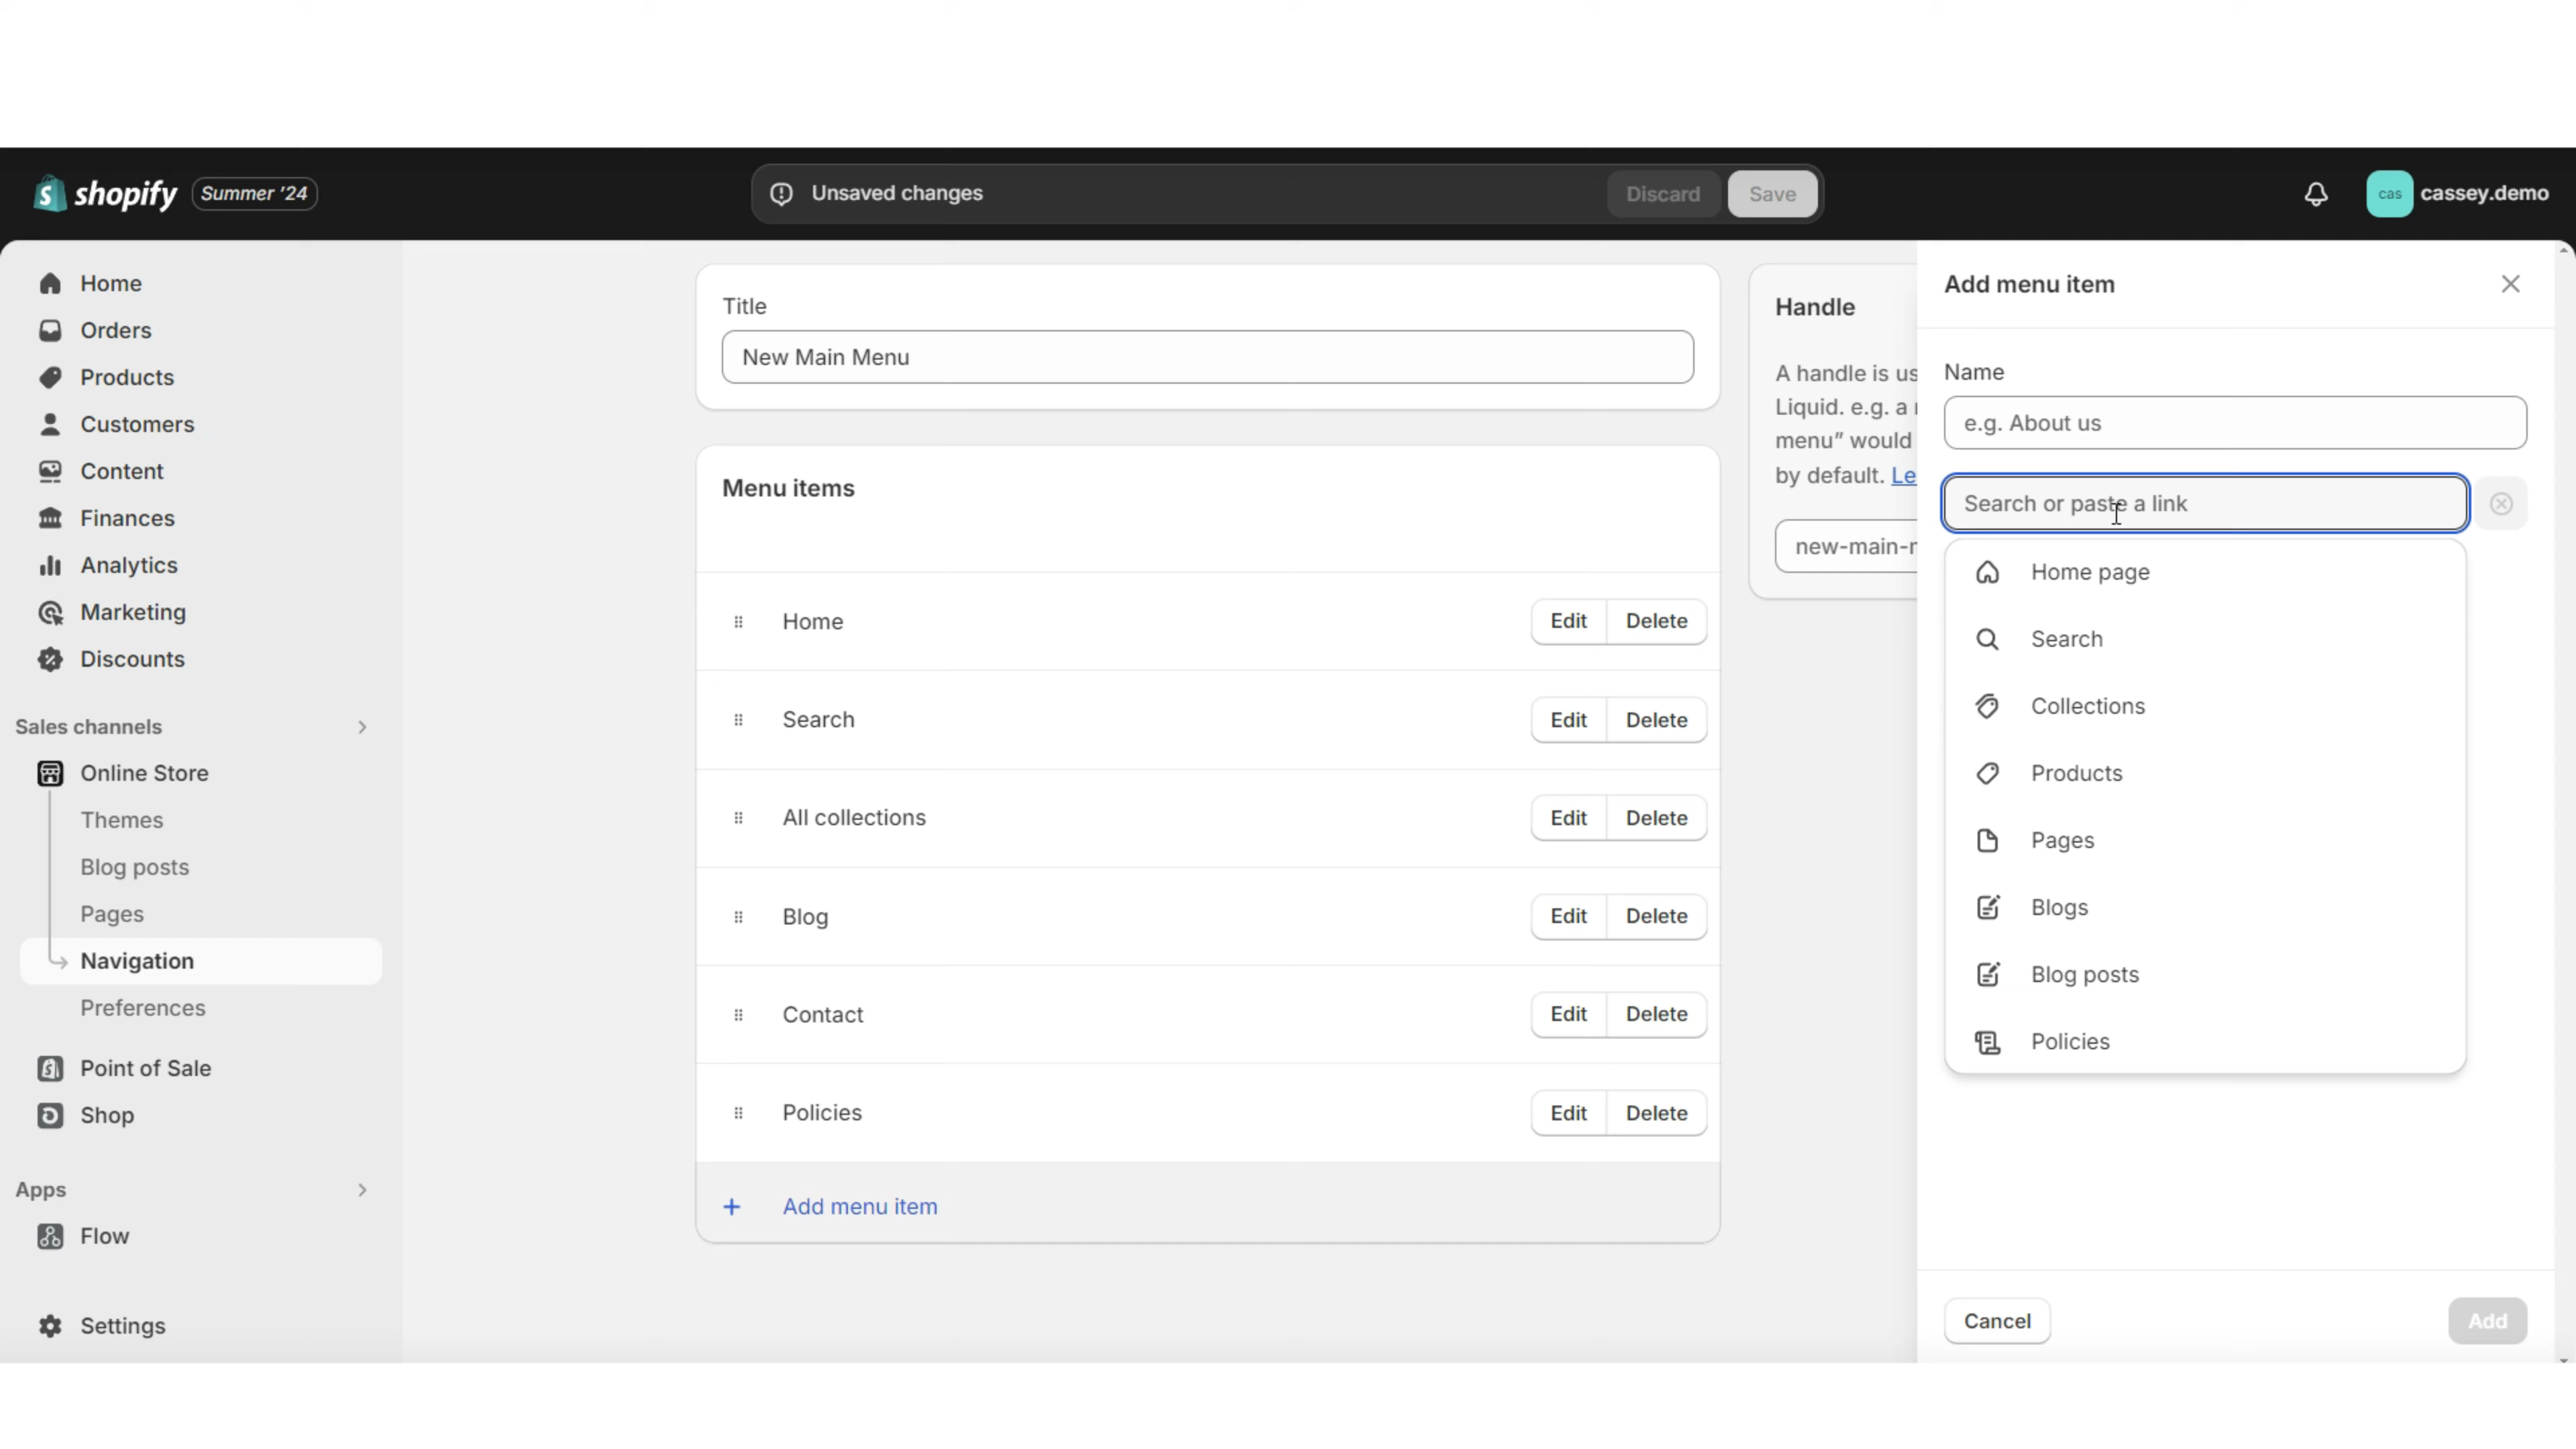 shopify
Summer '24
Unsaved changes
Discard
Save
cas
cassey.demo
Home
Orders
Products
Customers
Content
Finances
Analytics
Marketing
Discounts
Sales channels
Online Store
Themes
Blog posts
Pages
Navigation
Preferences
Point of Sale
Shop
Apps
Flow
Settings
Title
New Main Menu
Menu items
Home
Edit
Delete
Search
Edit
Delete
All collections
Edit
Delete
Blog
Edit
Delete
Contact
Edit
Delete
Policies
Edit
Delete
+ Add menu item
Handle
A handle is us
Liquid. e.g. a
menu" would
by default. Le
new-main-
Add menu item
Name
e.g. About us
Search or paste a link
Home page
Search
Collections
Products
Pages
Blogs
Blog posts
Policies
Cancel
Add